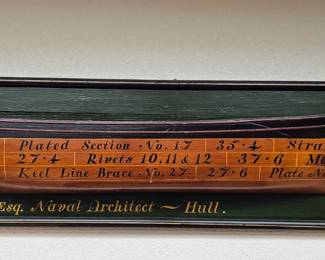 Plated Section No. 17 35·4
27·4 Rivets 10, 11 & 12 37·6
Keel Line Brace No. 27 27·6 Plate
Esq. Naval Architect ~ Hull.